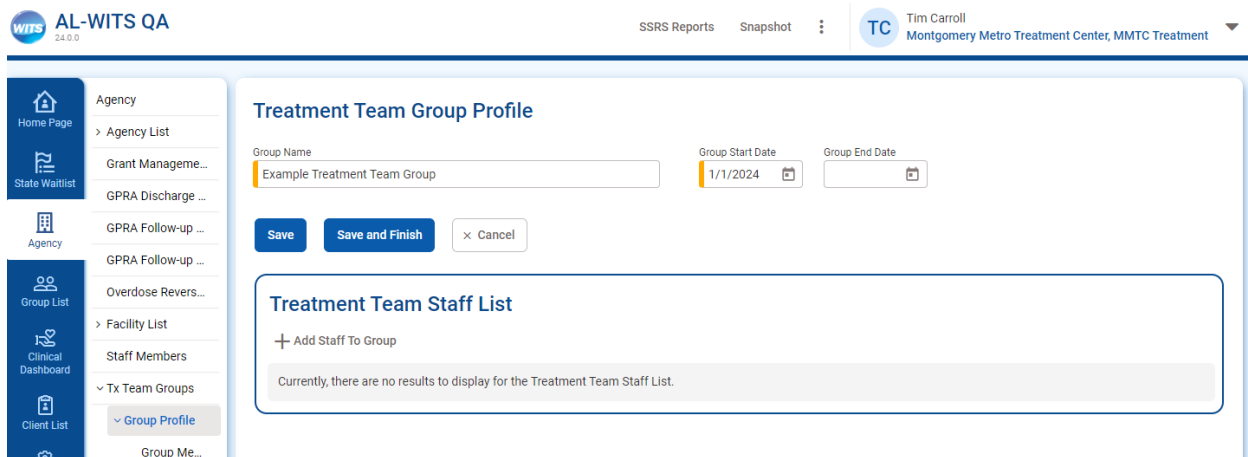 WITS
AL-WITS QA
24.0.0
SSRS Reports
Snapshot
TC
Tim Carroll
Montgomery Metro Treatment Center, MMTC Treatment
Home Page
State Waitlist
Agency
Group List
Clinical
Dashboard
Client List
Agency
Agency List
Grant Manageme...
GPRA Discharge ...
GPRA Follow-up ...
GPRA Follow-up ...
Overdose Revers...
Facility List
Staff Members
Tx Team Groups
Group Profile
Group Me...
Treatment Team Group Profile
Group Name
Group Start Date
Group End Date
Example Treatment Team Group
1/1/2024
Save
Save and Finish
× Cancel
Treatment Team Staff List
+ Add Staff To Group
Currently, there are no results to display for the Treatment Team Staff List.